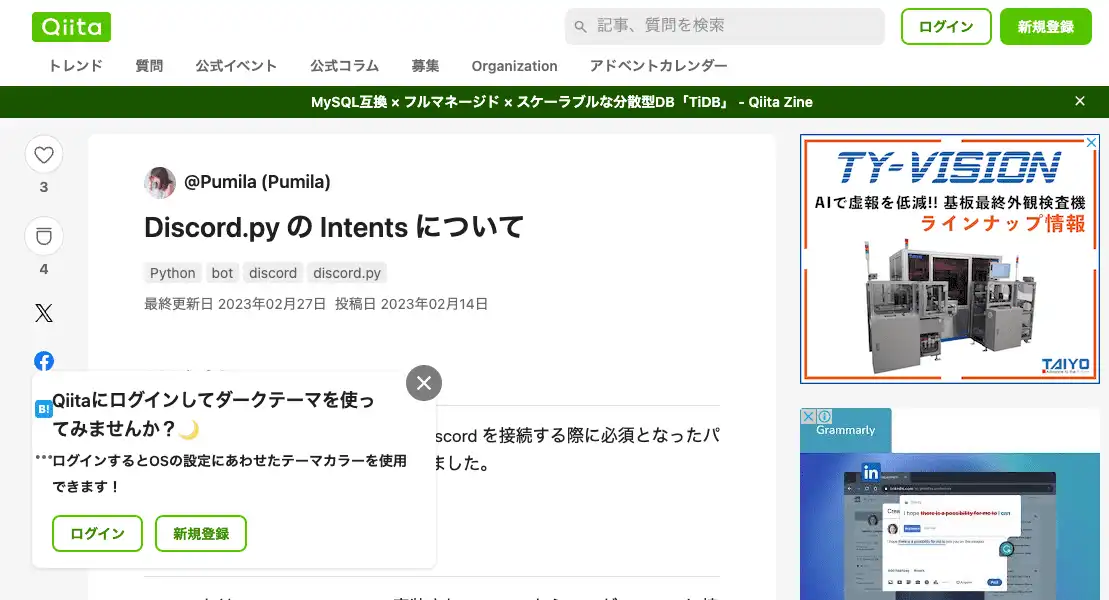 Qiita
記事、質問を検索
ログイン
新規登録
トレンド 質問 公式イベント 公式コラム 募集 Organization アドベントカレンダー
MySQL互換 × フルマネージド × スケーラブルな分散型DB「TiDB」 - Qiita Zine
3
4
@Pumila (Pumila)
Discord.py の Intents について
Python bot discord discord.py
最終更新日 2023年02月27日 投稿日 2023年02月14日
scord を接続する際に必須となったパ
ました。
B!
Qiitaにログインしてダークテーマを使っ
てみませんか？🌙
ログインするとOSの設定にあわせたテーマカラーを使用
できます！
ログイン 新規登録
TY-VISION
AIで虚報を低減!! 基板最終外観検査機
ラインナップ情報
TAIYO
Grammarly
in
I hope there is a possibility for me to I can